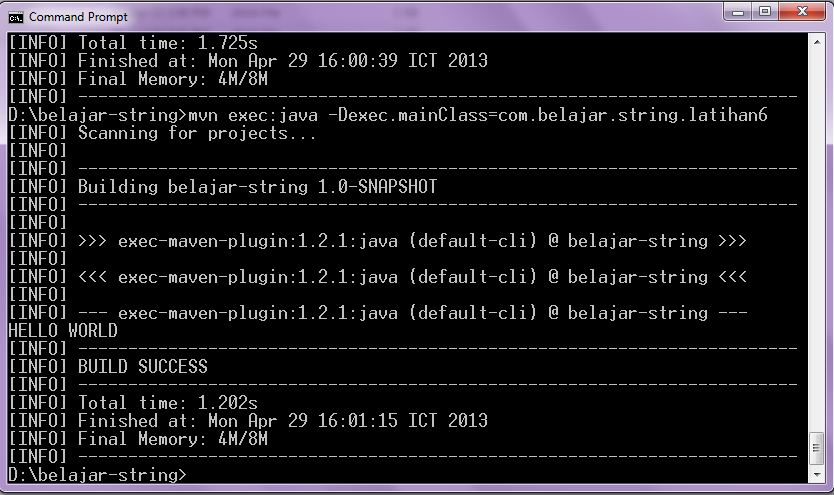 Command Prompt
[INFO] Total time: 1.725s
[INFO] Finished at: Mon Apr 29 16:00:39 ICT 2013
[INFO] Final Memory: 4M/8M
[INFO] ------------------------------------------------------------------------
D:\belajar-string>mvn exec:java -Dexec.mainClass=com.belajar.string.latihan6
[INFO] Scanning for projects...
[INFO]
[INFO] ------------------------------------------------------------------------
[INFO] Building belajar-string 1.0-SNAPSHOT
[INFO] ------------------------------------------------------------------------
[INFO]
[INFO] >>> exec-maven-plugin:1.2.1:java (default-cli) @ belajar-string >>>
[INFO]
[INFO] <<< exec-maven-plugin:1.2.1:java (default-cli) @ belajar-string <<<
[INFO]
[INFO] --- exec-maven-plugin:1.2.1:java (default-cli) @ belajar-string ---
HELLO WORLD
[INFO] ------------------------------------------------------------------------
[INFO] BUILD SUCCESS
[INFO] ------------------------------------------------------------------------
[INFO] Total time: 1.202s
[INFO] Finished at: Mon Apr 29 16:01:15 ICT 2013
[INFO] Final Memory: 4M/8M
[INFO] ------------------------------------------------------------------------
D:\belajar-string>